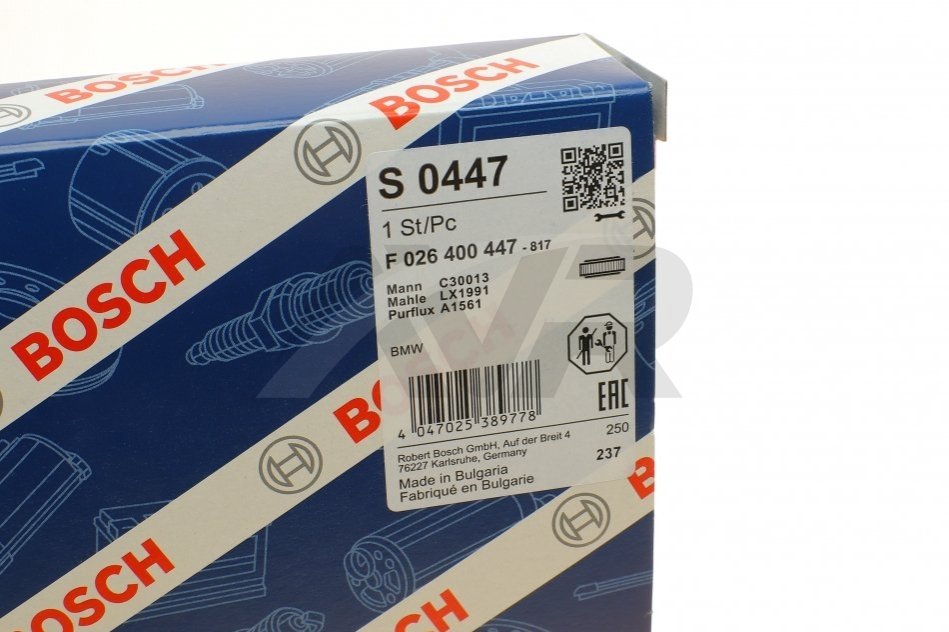 BOSCH
BOSCH
S 0447
1 St/Pc
F 026 400 447 - 817
Mann C30013
Mahle LX1991
Purflux A1561
BMW
BOSCH
EAC
4 047025 389778
250
Robert Bosch GmbH, Auf der Breit 4
76227 Karlsruhe, Germany
237
Made in Bulgaria
Fabriqué en Bulgarie
BOSCH
BOSCH
BOSCH